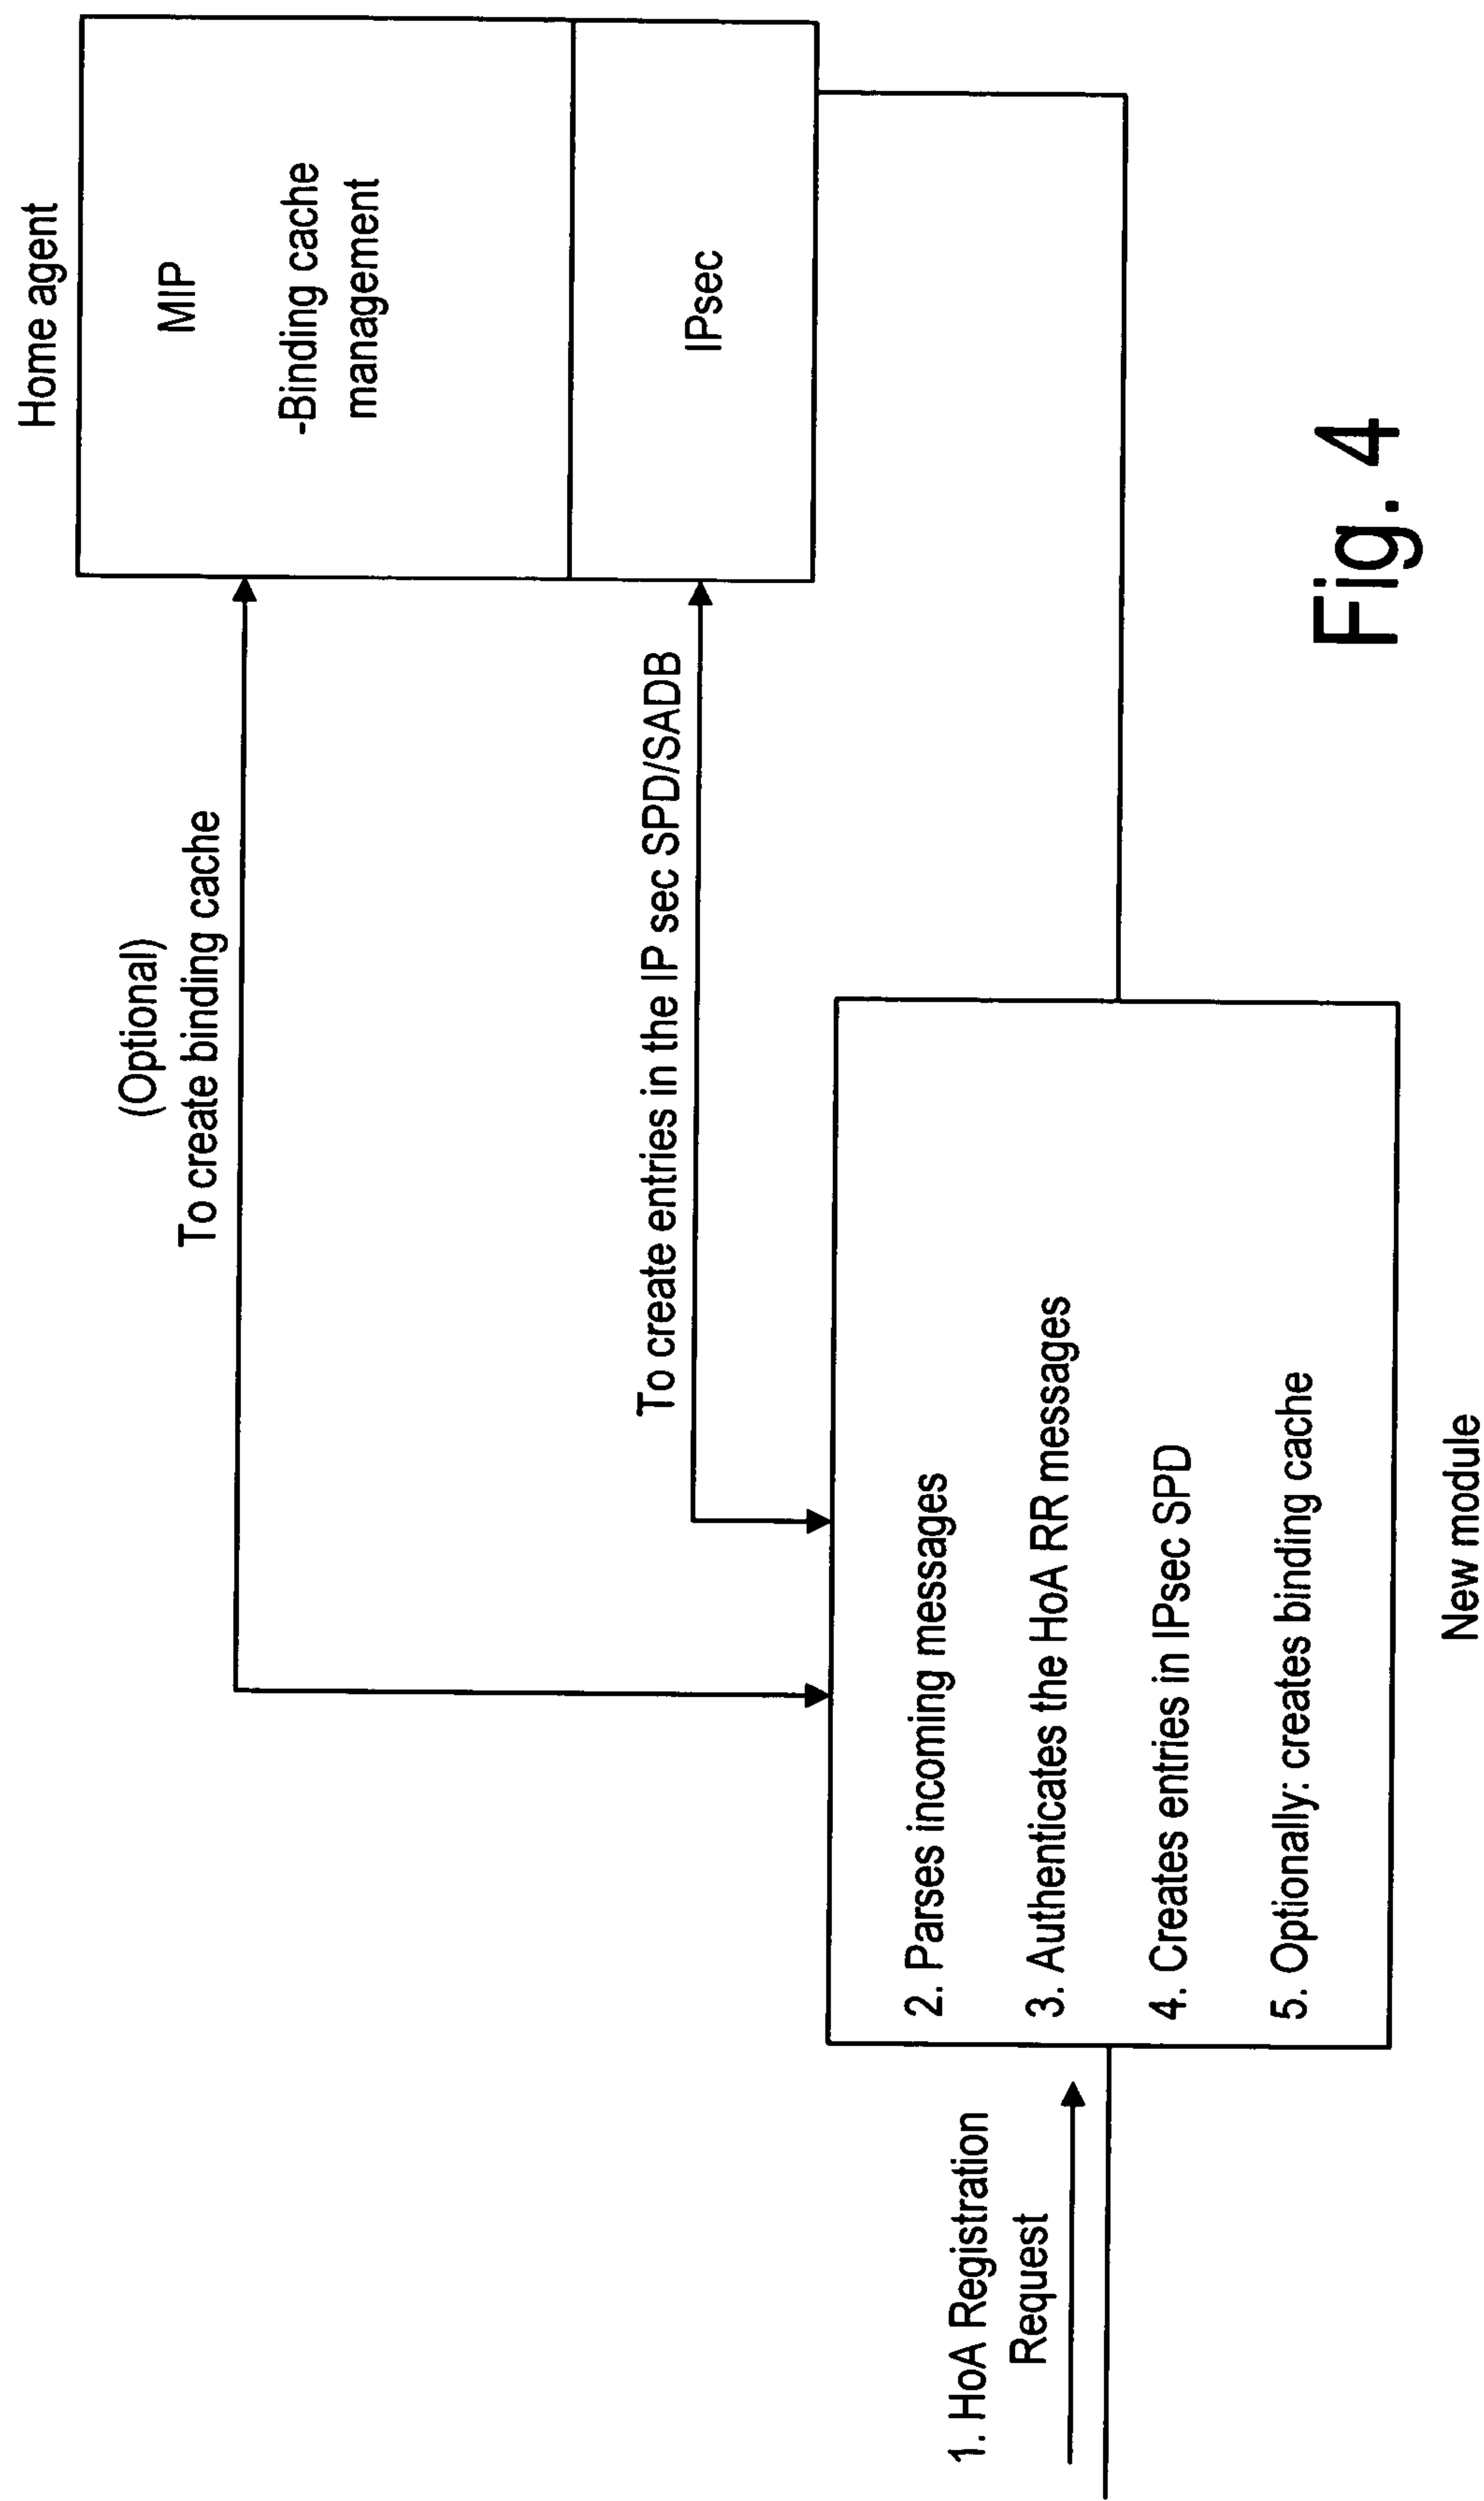 Home agent
MIP
-Binding cache
management
IPsec
(Optional)
To create binding cache
To create entries in the IP sec SPD/SADB
1. HoA Registration
Request
2. Parses incoming messages
3. Authenticates the HoA RR messages
4. Creates entries in IPsec SPD
5. Optionally: creates binding cache
New module
Fig. 4